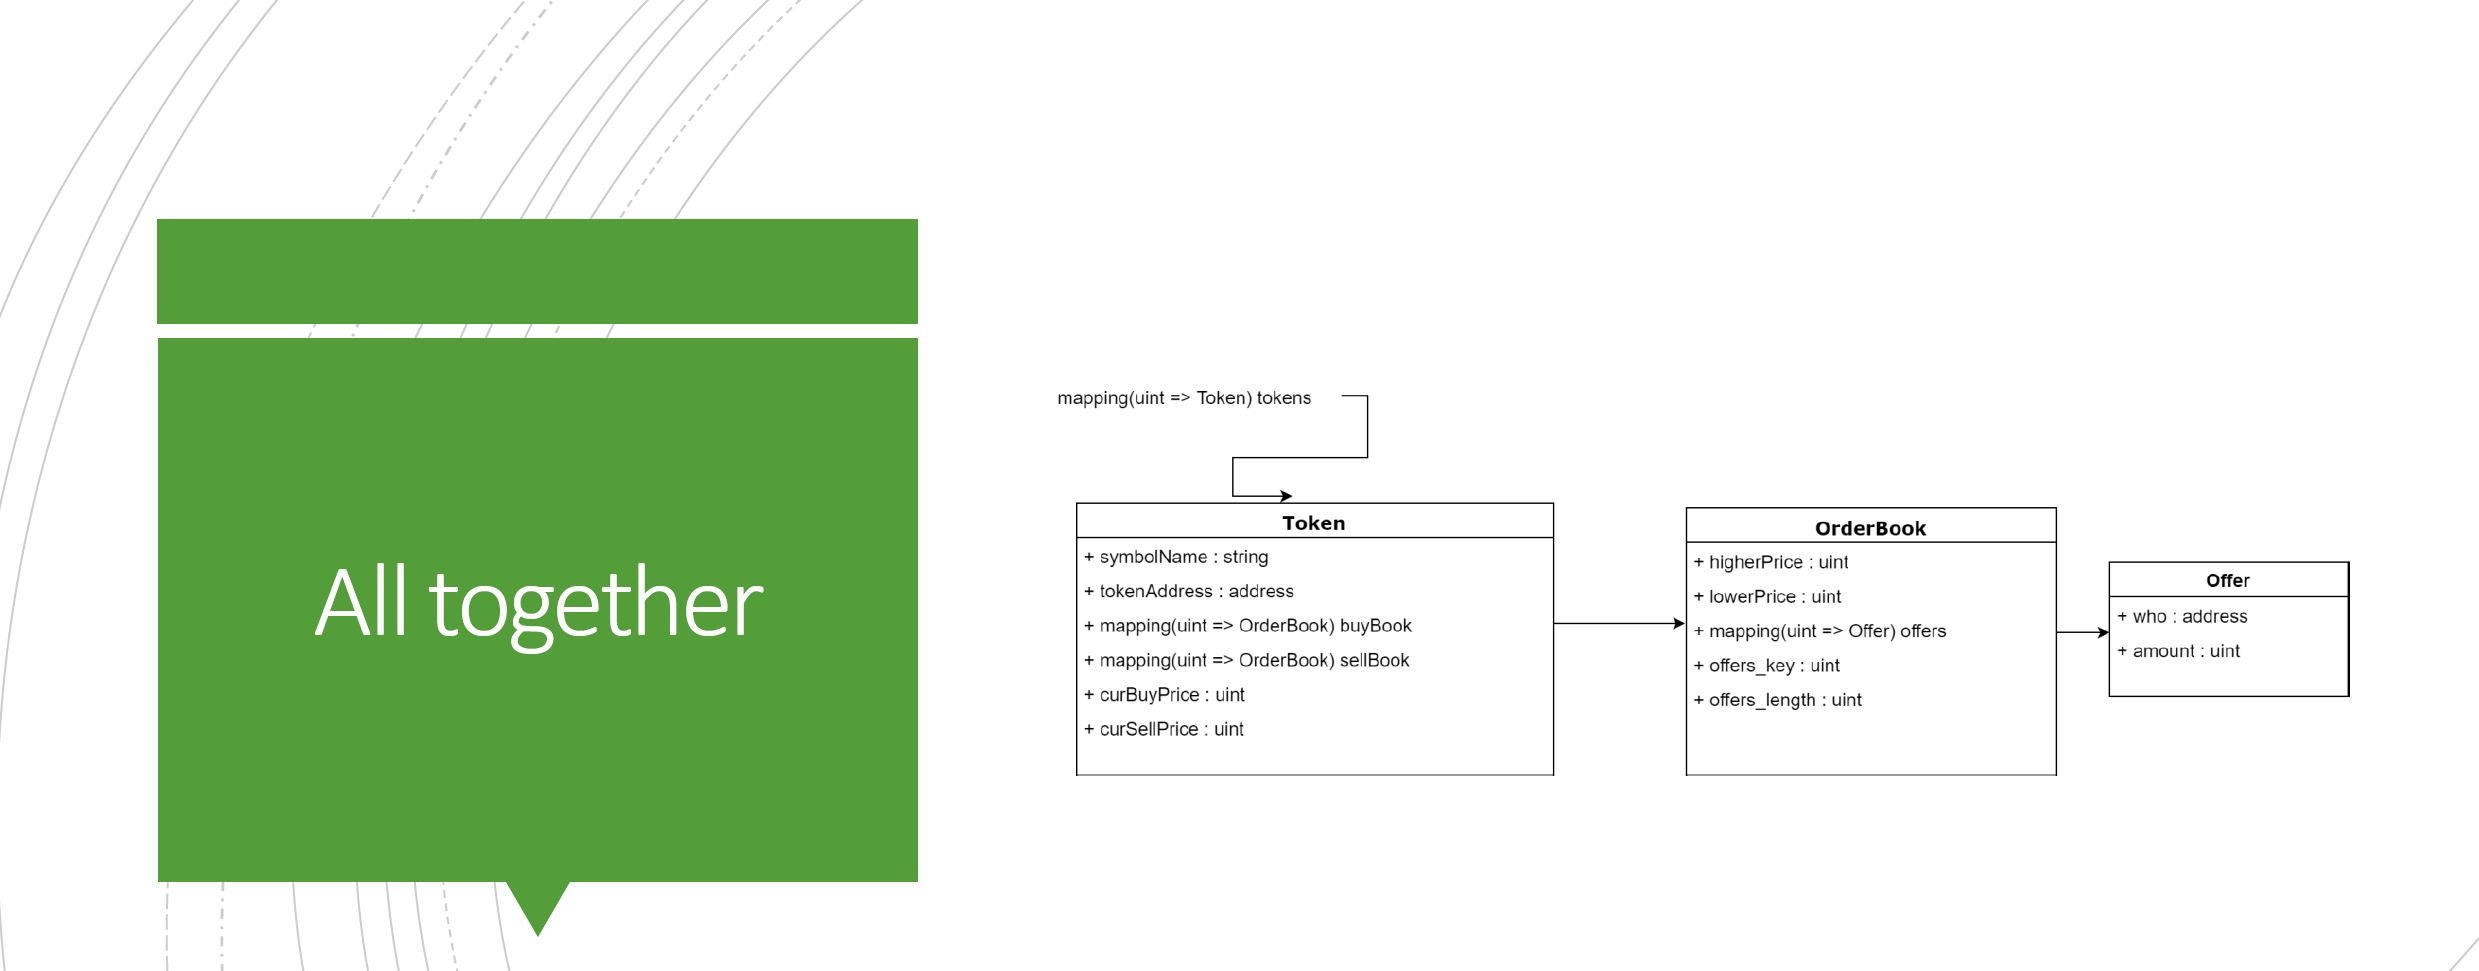 All together
mapping(uint => Token) tokens
Token
+ symbolName : string
+ tokenAddress : address
+ mapping(uint => OrderBook) buyBook
+ mapping(uint => OrderBook) sellBook
+ curBuyPrice : uint
+ curSellPrice : uint
OrderBook
+ higherPrice : uint
+ lowerPrice : uint
+ mapping(uint => Offer) offers
+ offers_key : uint
+ offers_length : uint
Offer
+ who : address
+ amount : uint